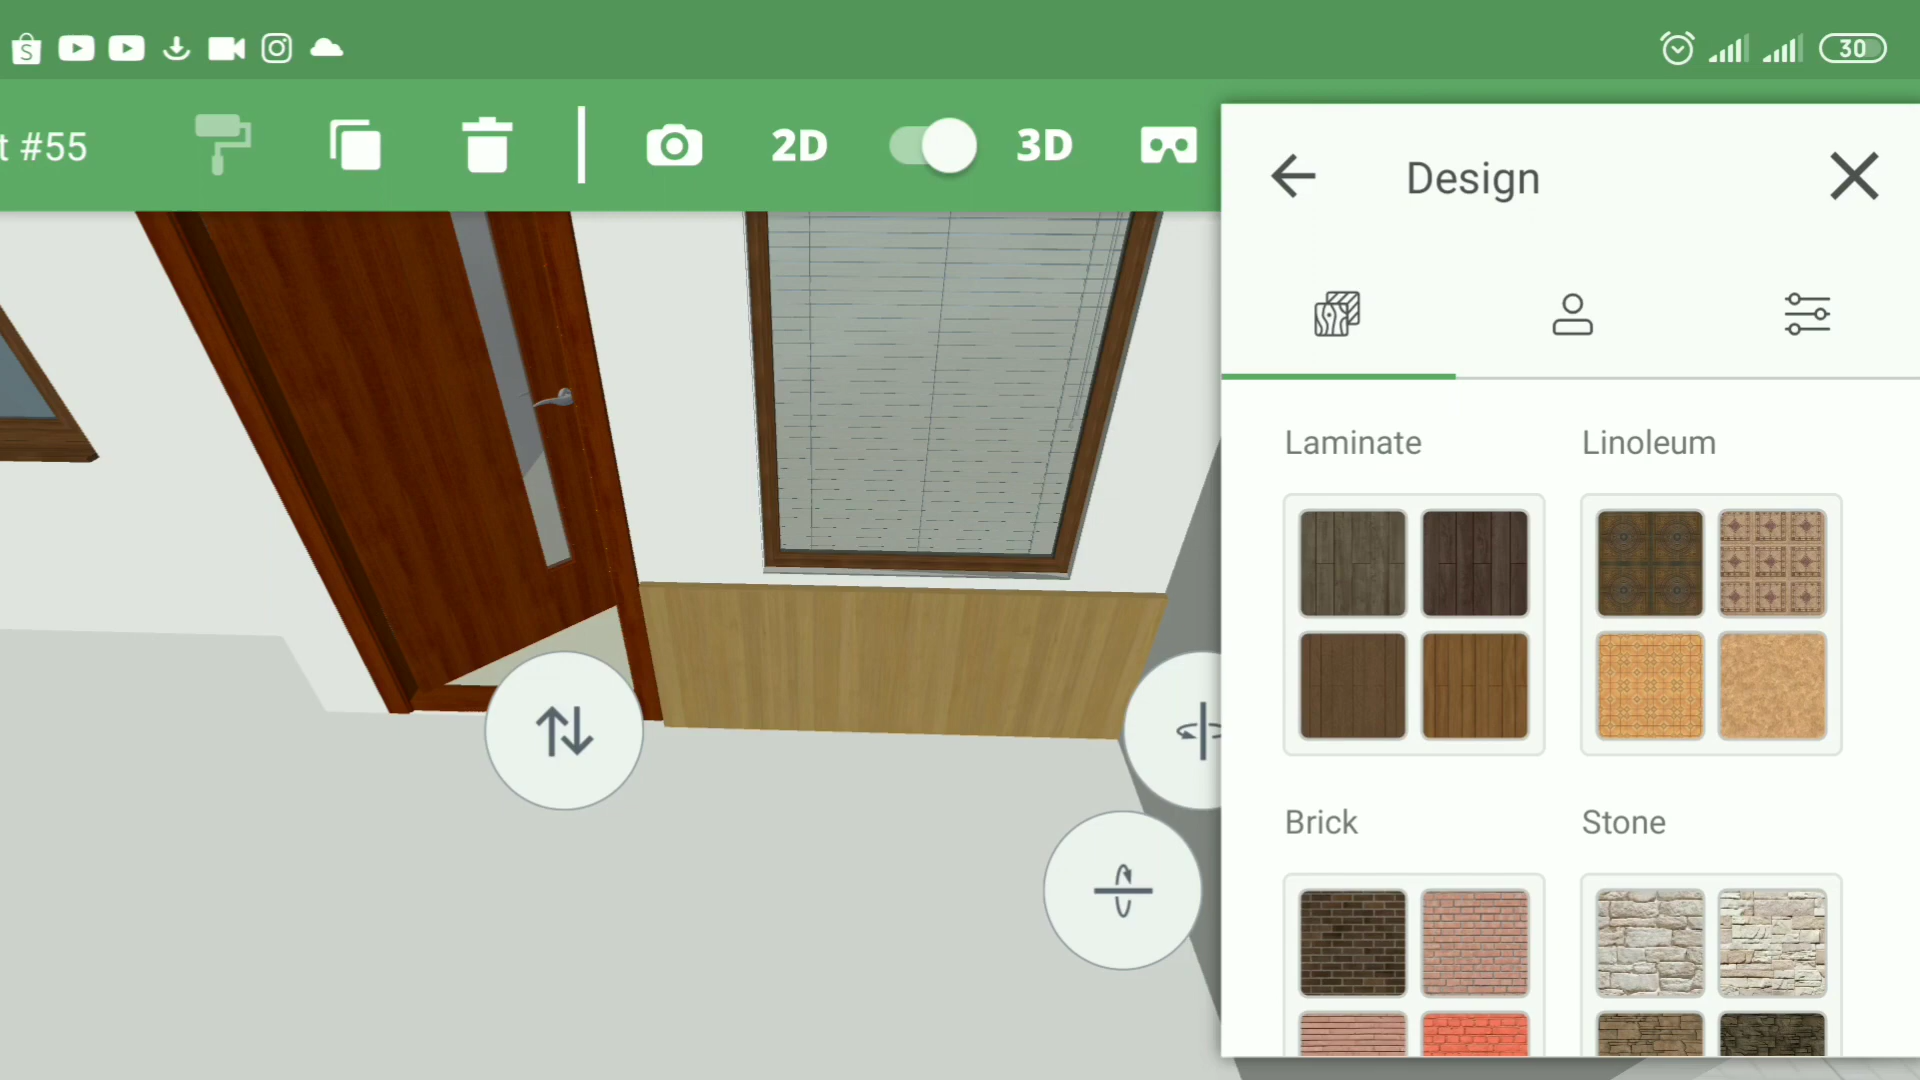 S
30
t #55
2D
3D
Design
Laminate
Linoleum
Brick
Stone